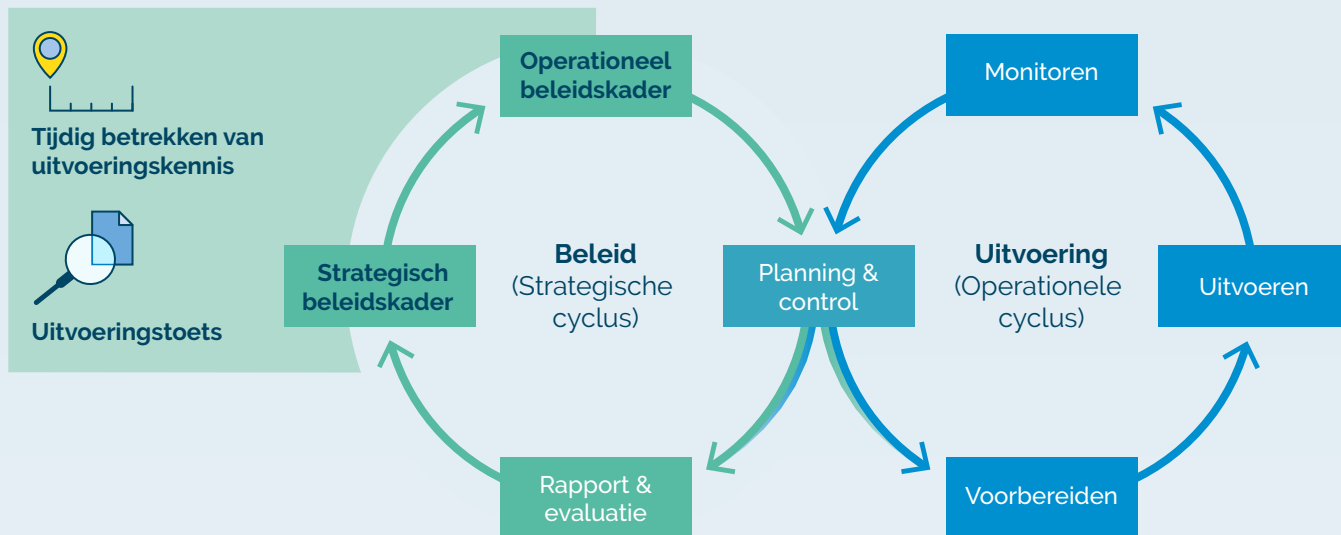 Tijdig betrekken van
uitvoeringskennis
Uitvoeringstoets
Operationeel
beleidskader
Strategisch
beleidskader
Beleid
(Strategische
cyclus)
Rapport &
evaluatie
Planning &
control
Monitoren
Uitvoering
(Operationele
cyclus)
Uitvoeren
Voorbereiden